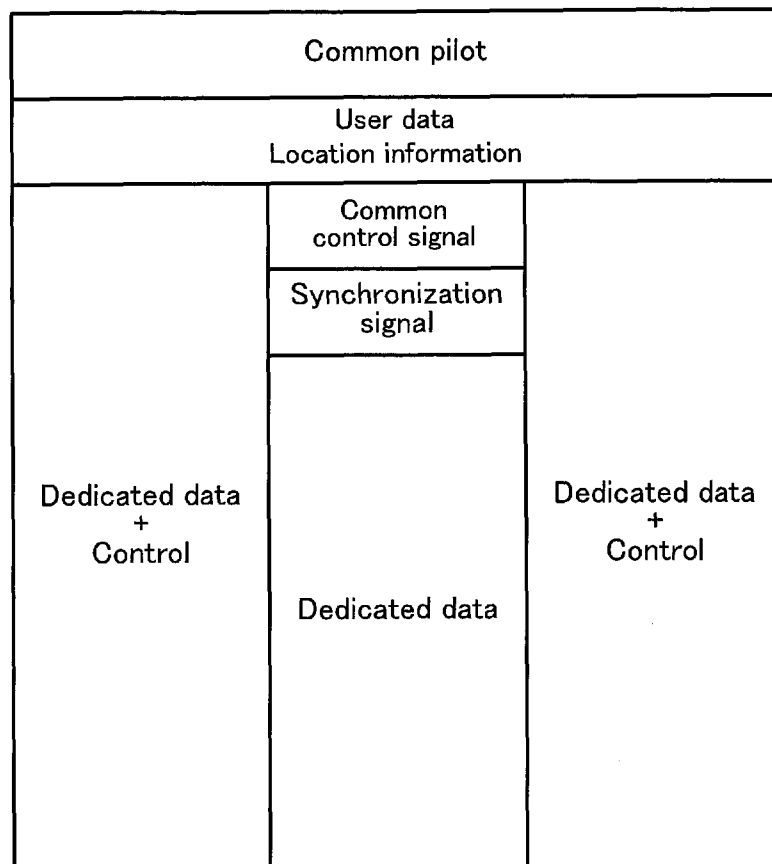 Common pilot
User data
Location information
Common
control signal
Synchronization
signal
Dedicated data
+
Control
Dedicated data
Dedicated data
+
Control